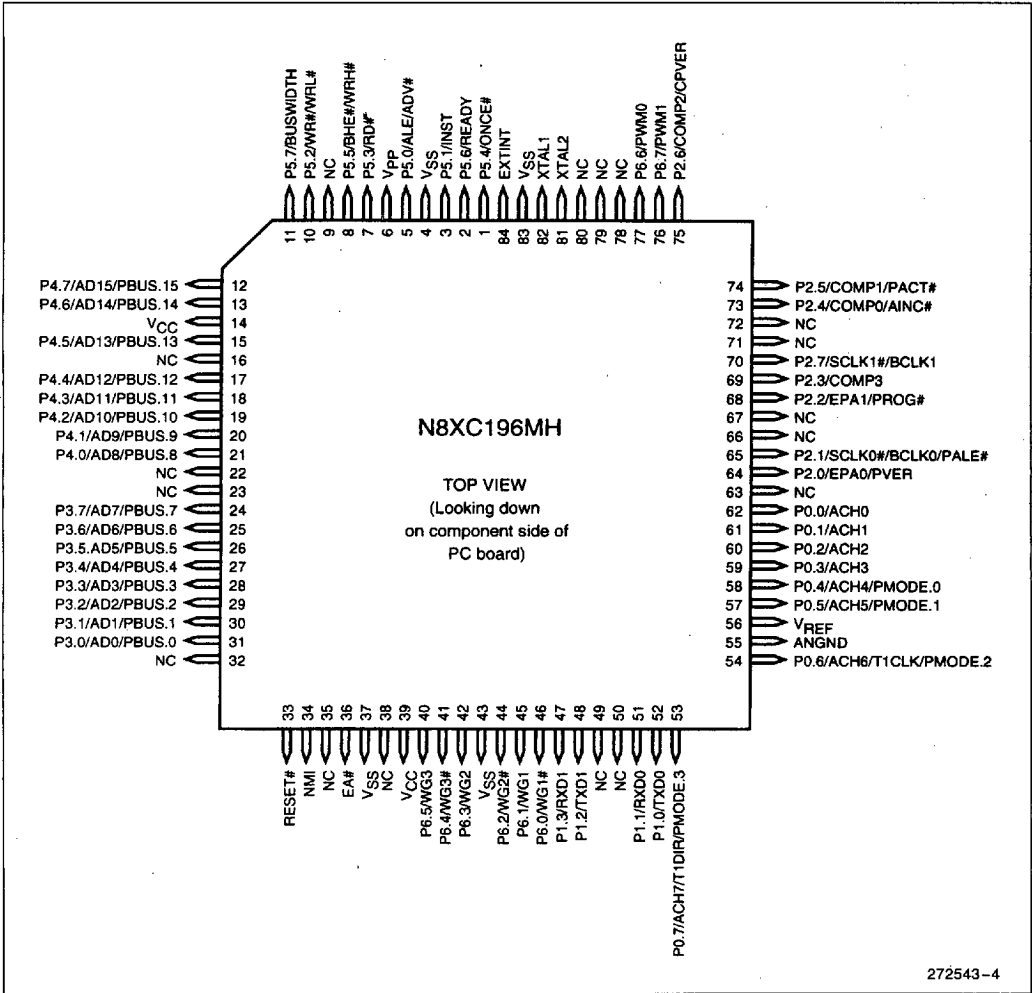 P5.7/BUSWIDTH
P5.2/WR#/WRL#
NC
P5.5/BHE#/WRH#
P5.3/RD#
VPP
P5.0/ALE/ADV#
VSS
P5.1/INST
P5.6/READY
P5.4/ONCE#
EXTINT
VSS
XTAL1
XTAL2
NC
NC
NC
P6.6/PWM0
P6.7/PWM1
P2.6/COMP2/CPVER
11 10 9 8 7 6 5 4 3 2 1 84 83 82 81 80 79 78 77 76 75
P4.7/AD15/PBUS.15 12
P4.6/AD14/PBUS.14 13
VCC 14
P4.5/AD13/PBUS.13 15
NC 16
P4.4/AD12/PBUS.12 17
P4.3/AD11/PBUS.11 18
P4.2/AD10/PBUS.10 19
P4.1/AD9/PBUS.9 20
P4.0/AD8/PBUS.8 21
NC 22
NC 23
P3.7/AD7/PBUS.7 24
P3.6/AD6/PBUS.6 25
P3.5.AD5/PBUS.5 26
P3.4/AD4/PBUS.4 27
P3.3/AD3/PBUS.3 28
P3.2/AD2/PBUS.2 29
P3.1/AD1/PBUS.1 30
P3.0/AD0/PBUS.0 31
NC 32
N8XC196MH
TOP VIEW
(Looking down
on component side of
PC board)
74 P2.5/COMP1/PACT#
73 P2.4/COMP0/AINC#
72 NC
71 NC
70 P2.7/SCLK1#/BCLK1
69 P2.3/COMP3
68 P2.2/EPA1/PROG#
67 NC
66 NC
65 P2.1/SCLK0#/BCLK0/PALE#
64 P2.0/EPA0/PVER
63 NC
62 P0.0/ACH0
61 P0.1/ACH1
60 P0.2/ACH2
59 P0.3/ACH3
58 P0.4/ACH4/PMODE.0
57 P0.5/ACH5/PMODE.1
56 VREF
55 ANGND
54 P0.6/ACH6/T1CLK/PMODE.2
33 34 35 36 37 38 39 40 41 42 43 44 45 46 47 48 49 50 51 52 53
RESET#
NMI
NC
EA#
VSS
NC
VCC
P6.5/WG3
P6.4/WG3#
P6.3/WG2
VSS
P6.2/WG2#
P6.1/WG1
P6.0/WG1#
P1.3/RXD1
P1.2/TXD1
NC
NC
P1.1/RXD0
P1.0/TXD0
P0.7/ACH7/T1DIR/PMODE.3
272543-4